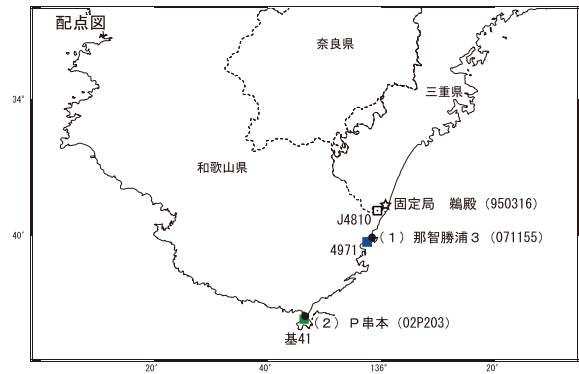 配点図
奈良県
34°
三重県
和歌山県
固定局　鵜殿（950316）
J4810
40′
（１）那智勝浦３（071155）
4971
（２）Ｐ串本（02P203）
基41
20′
40′
136°
20′